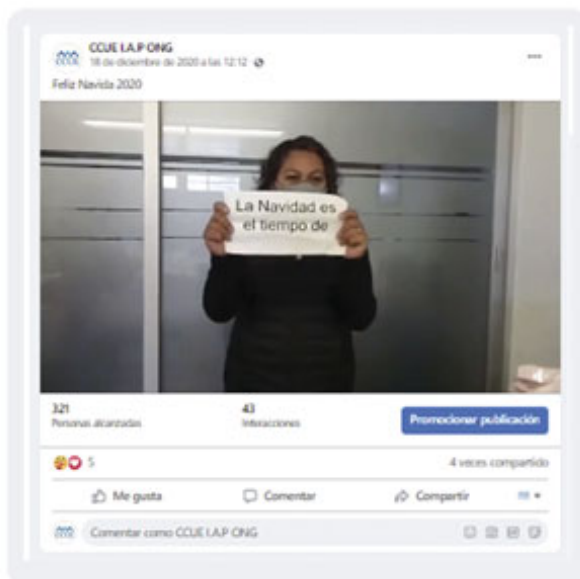 CCUE I.A.P ONG
18 de diciembre de 2020 a las 12:12
Feliz Navida 2020
La Navidad es
el tiempo de
321
Personas alcanzadas
43
Interacciones
Promocionar publicación
5
4 veces compartido
Me gusta
Comentar
Compartir
Comentar como CCUE I.A.P ONG